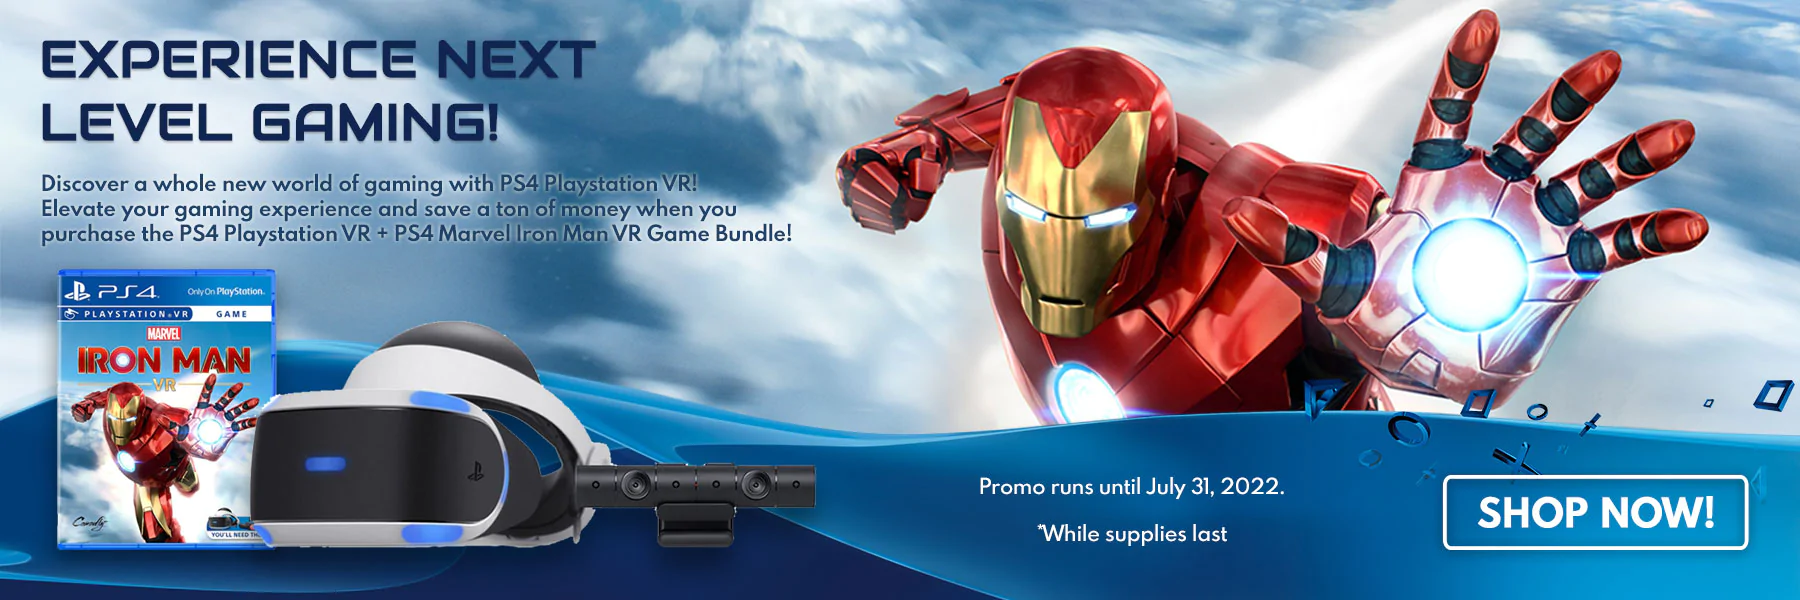 EXPERIENCE NEXT
LEVEL GAMING!
Discover a whole new world of gaming with PS4 Playstation VR!
Elevate your gaming experience and save a ton of money when you
purchase the PS4 Playstation VR + PS4 Marvel Iron Man VR Game Bundle!
PS4 Only On PlayStation
PLAYSTATION VR GAME
MARVEL
IRON MAN
VR
YOU'LL NEED
Promo runs until July 31, 2022.
*While supplies last
SHOP NOW!